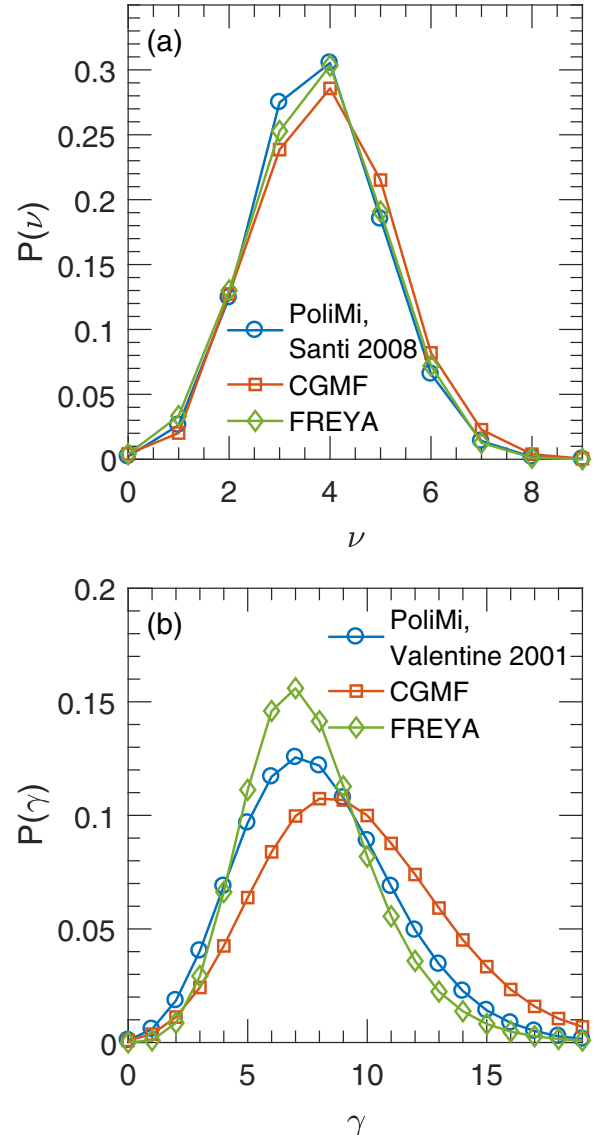 (a)
0.3
0.25
0.2
0.15
0.1
0.05
0
P(ν)
PoliMi,
Santi 2008
CGMF
FREYA
0 2 4 6 8
ν
(b)
0.2
0.15
0.1
0.05
0
P(γ)
PoliMi,
Valentine 2001
CGMF
FREYA
0 5 10 15
γ